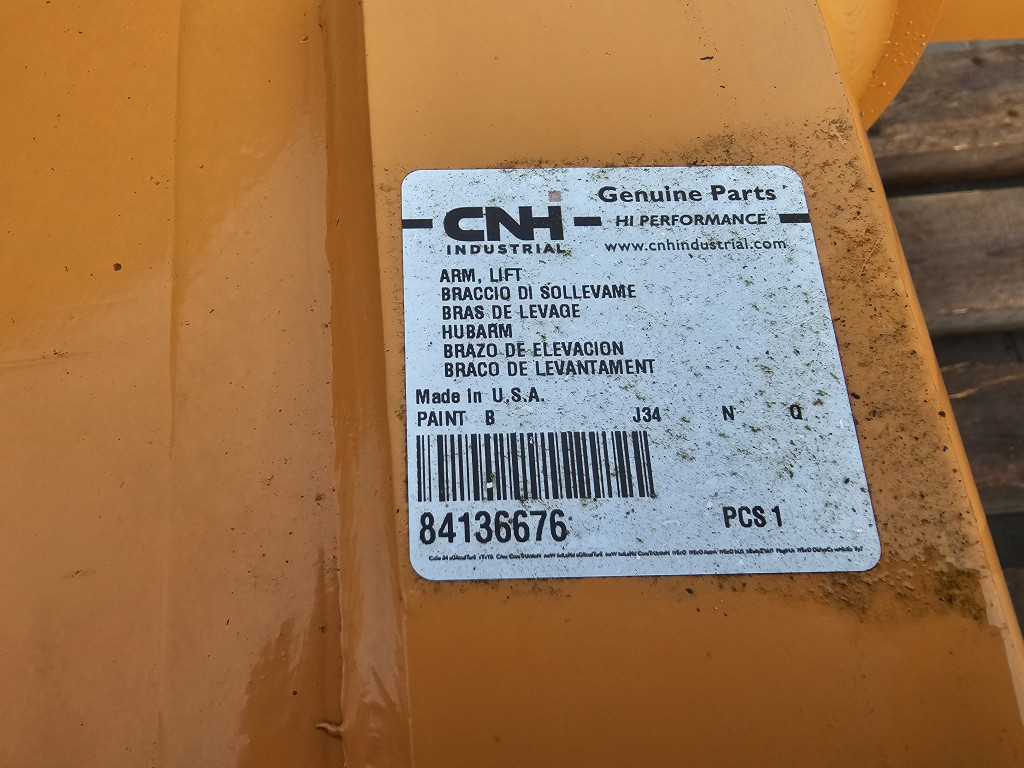 CNH
INDUSTRIAL
Genuine Parts
HI PERFORMANCE
www.cnhindustrial.com
ARM, LIFT
BRACCIO DI SOLLEVAME
BRAS DE LEVAGE
HUBARM
BRAZO DE ELEVACION
BRACO DE LEVANTAMENT
Made in U.S.A.
PAINT B J34 N Q
84136676 PCS 1